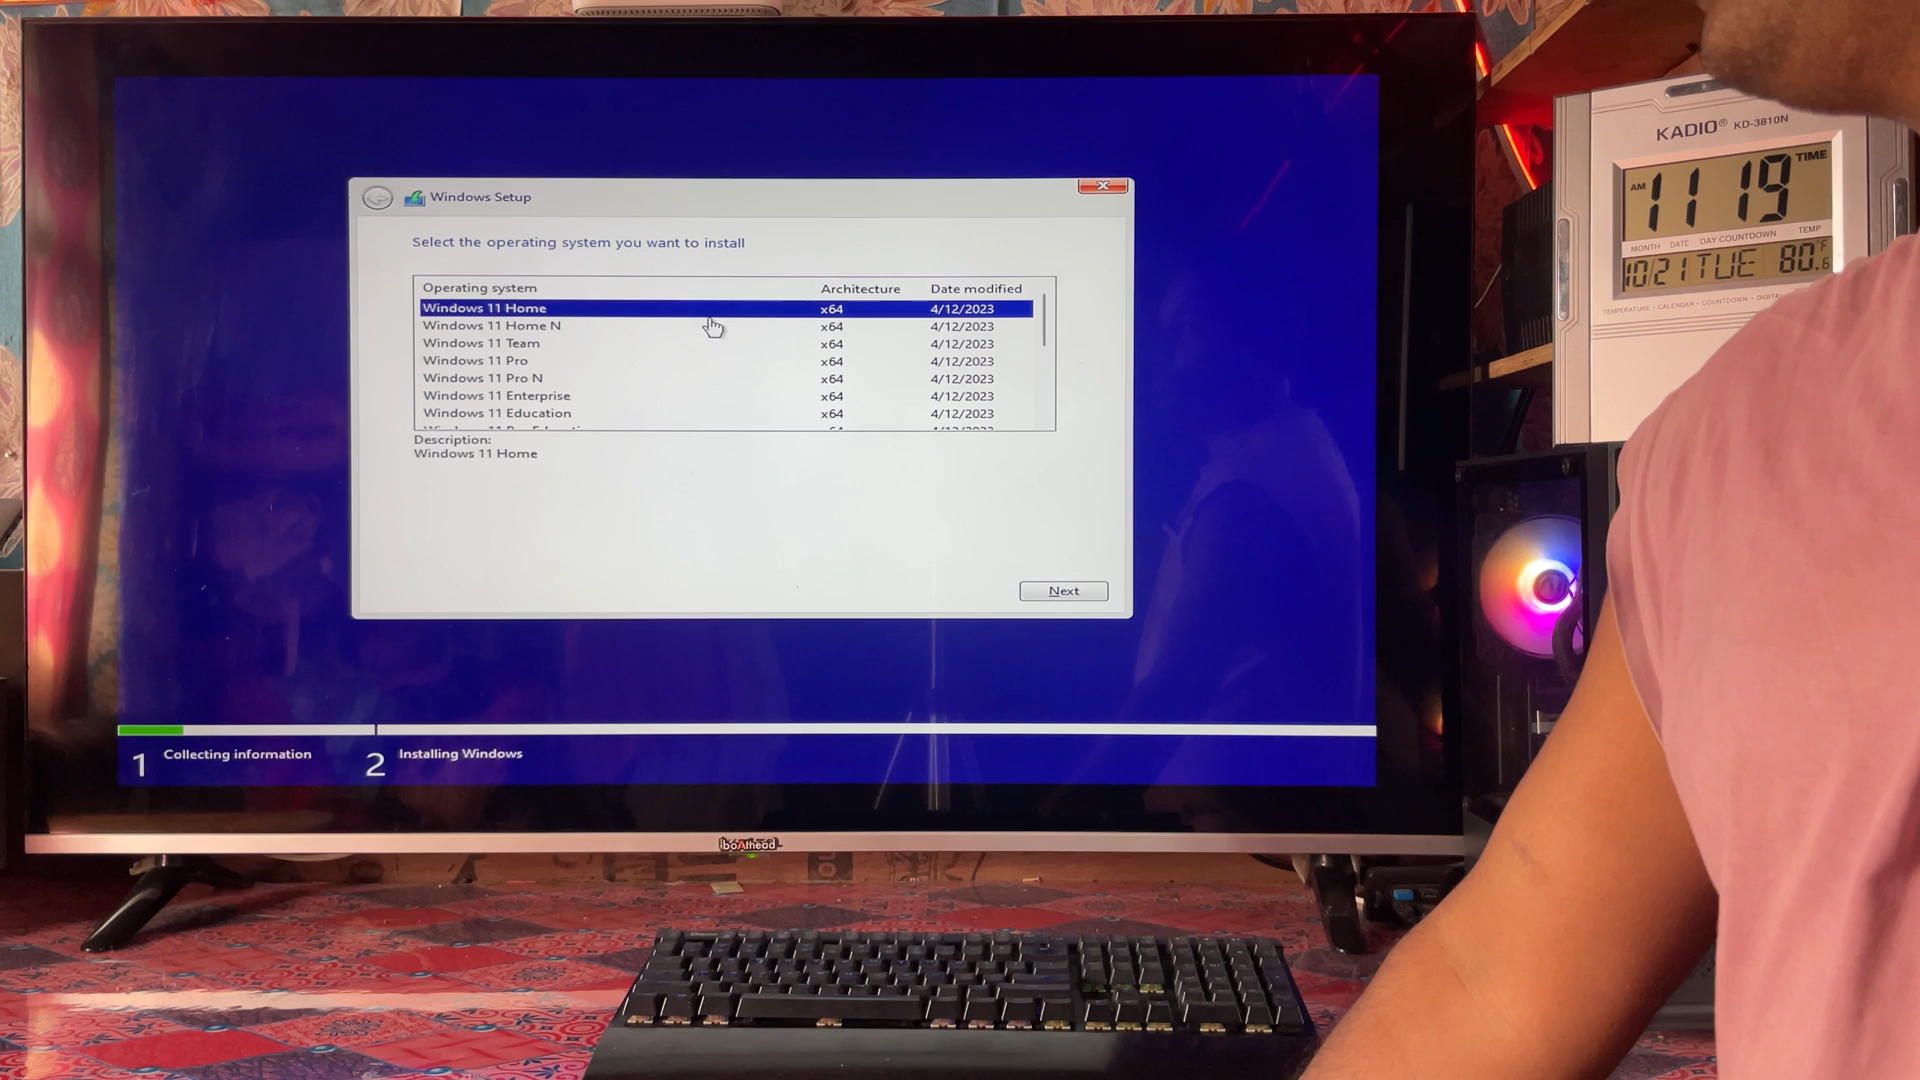 Windows Setup
Select the operating system you want to install
Operating system Architecture Date modified
Windows 11 Home x64 4/12/2023
Windows 11 Home N x64 4/12/2023
Windows 11 Team x64 4/12/2023
Windows 11 Pro x64 4/12/2023
Windows 11 Pro N x64 4/12/2023
Windows 11 Enterprise x64 4/12/2023
Windows 11 Education x64 4/12/2023
Description:
Windows 11 Home
Next
1 Collecting information
2 Installing Windows
KADIO® KD-3810N
TIME
AM 11 19
MONTH DATE DAY COUNTDOWN TEMP
10/21 TUE 80.6 °F
TEMPERATURE • CALENDAR • COUNTDOWN • DIGITAL